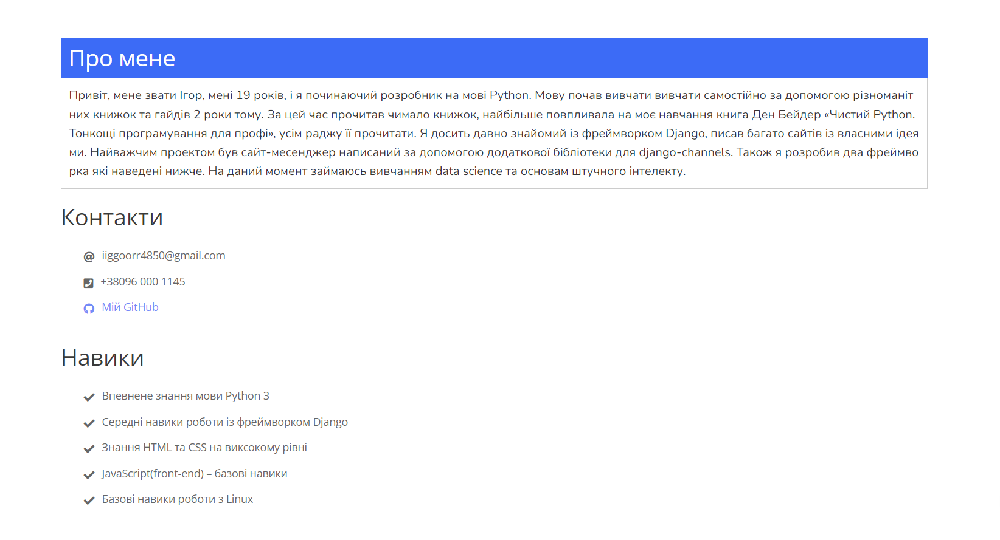 Про мене
Привіт, мене звати Ігор, мені 19 років, і я починаючий розробник на мові Python. Мову почав вивчати вивчати самостійно за допомогою різноманіт
них книжок та гайдів 2 роки тому. За цей час прочитав чимало книжок, найбільше повпливала на моє навчання книга Ден Бейдер «Чистий Python.
Тонкощі програмування для профі», усім раджу її прочитати. Я досить давно знайомий із фреймворком Django, писав багато сайтів із власними ідея
ми. Найважчим проектом був сайт-месенджер написаний за допомогою додаткової бібліотеки для django-channels. Також я розробив два фреймво
рка які наведені нижче. На даний момент займаюсь вивчанням data science та основам штучного інтелекту.
Контакти
iiggoorr4850@gmail.com
+38096 000 1145
Мій GitHub
Навики
Впевнене знання мови Python 3
Середні навики роботи із фреймворком Django
Знання HTML та CSS на виксокому рівні
JavaScript(front-end) – базові навики
Базові навики роботи з Linux